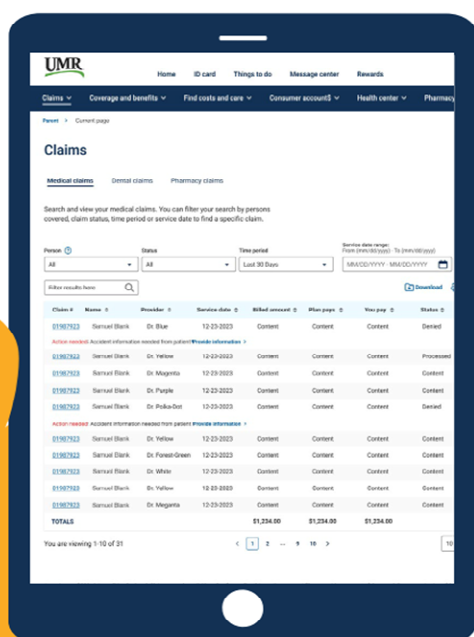 UMR
Home ID card Things to do Message center Rewards
Claims Coverage and benefits Find costs and care Consumer account$ Health center Pharmacy
Parent > Current page
Claims
Medical claims Dental claims Pharmacy claims
Search and view your medical claims. You can filter your search by persons
covered, claim status, time period or service date to find a specific claim.
Person Status Time period Service date range:
From (mm/dd/yyyy) - To (mm/dd/yyyy)
All All Last 30 Days MM/DD/YYYY - MM/DD/YYYY
Filter results here Download
Claim # Name Provider Service date Billed amount Plan pays You pay Status
01987923 Samuel Blank Dr. Blue 12-23-2023 Content Content Content Denied
Action needed: Accident information needed from patient Provide information >
01987923 Samuel Blank Dr. Yellow 12-23-2023 Content Content Content Processed
01987923 Samuel Blank Dr. Magenta 12-23-2023 Content Content Content Content
01987923 Samuel Blank Dr. Purple 12-23-2023 Content Content Content Content
01987923 Samuel Blank Dr. Polka-Dot 12-23-2023 Content Content Content Denied
Action needed: Accident information needed from patient Provide information >
01987923 Samuel Blank Dr. Yellow 12-23-2023 Content Content Content Content
01987923 Samuel Blank Dr. Forest-Green 12-23-2023 Content Content Content Content
01987923 Samuel Blank Dr. White 12-23-2023 Content Content Content Content
01987923 Samuel Blank Dr. Yellow 12-23-2023 Content Content Content Content
01987923 Samuel Blank Dr. Meganta 12-23-2023 Content Content Content Content
TOTALS $1,234.00 $1,234.00 $1,234.00
You are viewing 1-10 of 31 < 1 2 ... 9 10 > 10